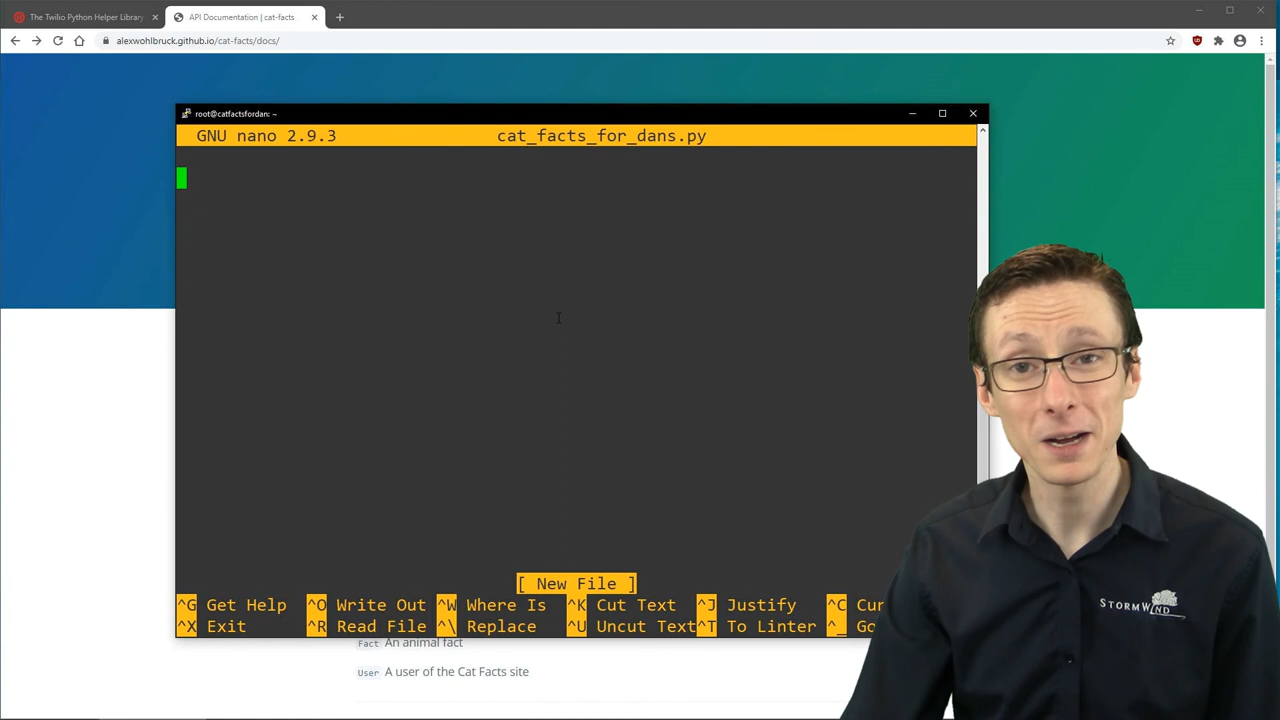 The Twilio Python Helper Library
API Documentation | cat-facts
alexwohlbruck.github.io/cat-facts/docs/
root@catfactsfordan: ~
GNU nano 2.9.3 cat_facts_for_dans.py
[ New File ]
^G Get Help ^O Write Out ^W Where Is ^K Cut Text ^J Justify ^C Cur
^X Exit ^R Read File ^\ Replace ^U Uncut Text ^T To Linter ^_ Go
Fact An animal fact
User A user of the Cat Facts site
STORMWIND